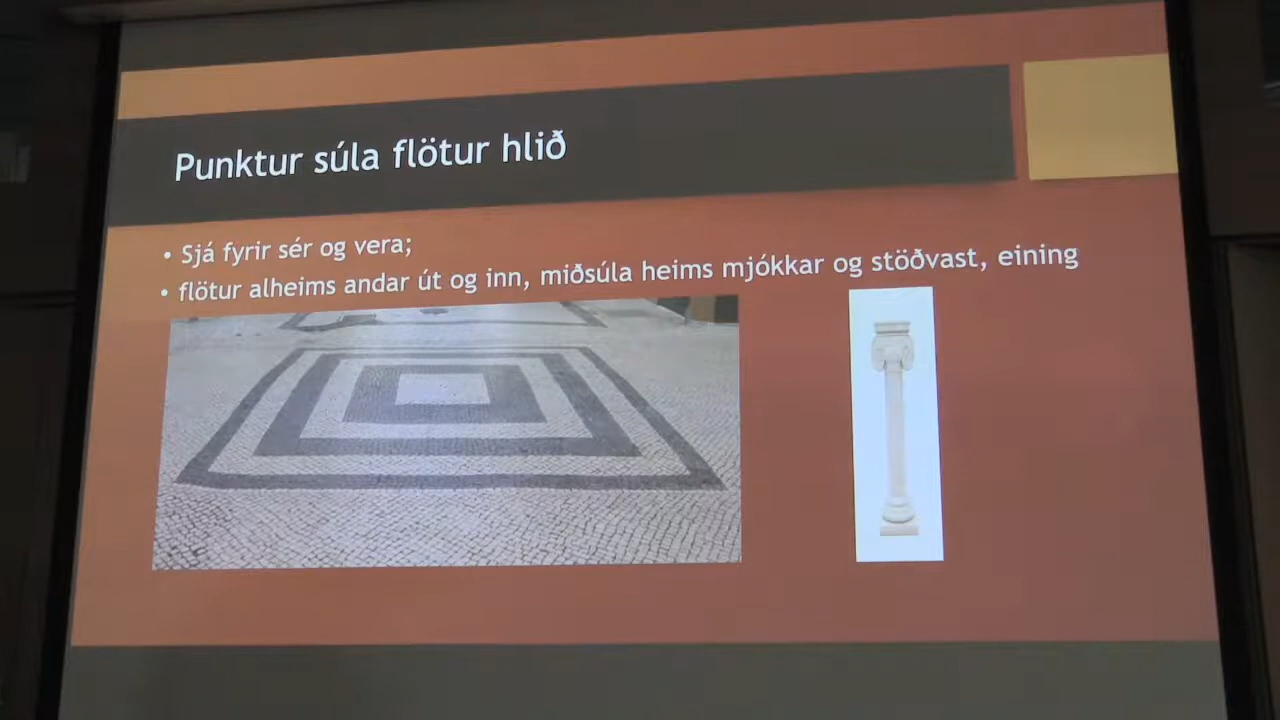 Punktur súla flötur hlið
• Sjá fyrir sér og vera;
• flötur alheims andar út og inn, miðsúla heims mjókkar og stöðvast, eining